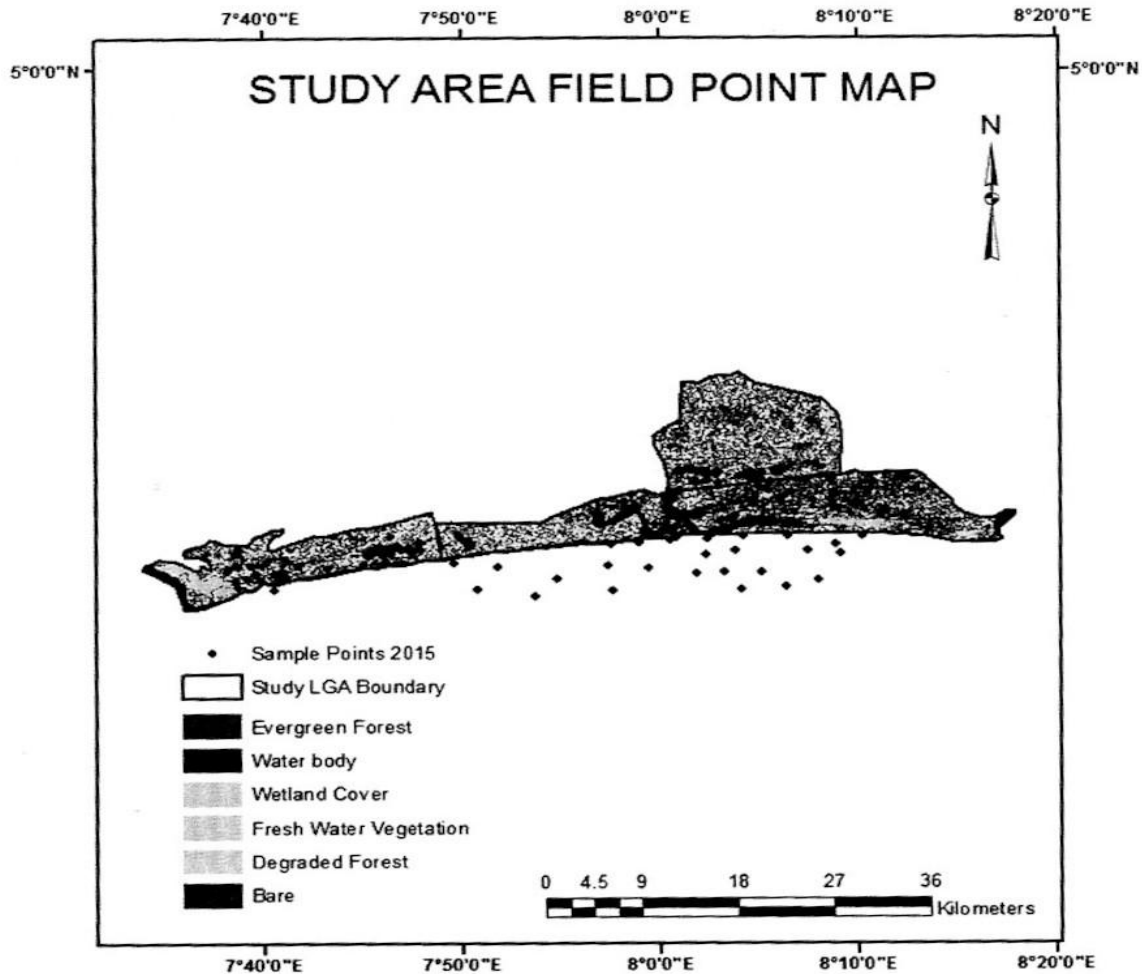 7°40'0"E 7°50'0"E 8°0'0"E 8°10'0"E 8°20'0"E
5°0'0"N 5°0'0"N
STUDY AREA FIELD POINT MAP
N
Sample Points 2015
Study LGA Boundary
Evergreen Forest
Water body
Wetland Cover
Fresh Water Vegetation
Degraded Forest
Bare
0 4.5 9 18 27 36
Kilometers
7°40'0"E 7°50'0"E 8°0'0"E 8°10'0"E 8°20'0"E